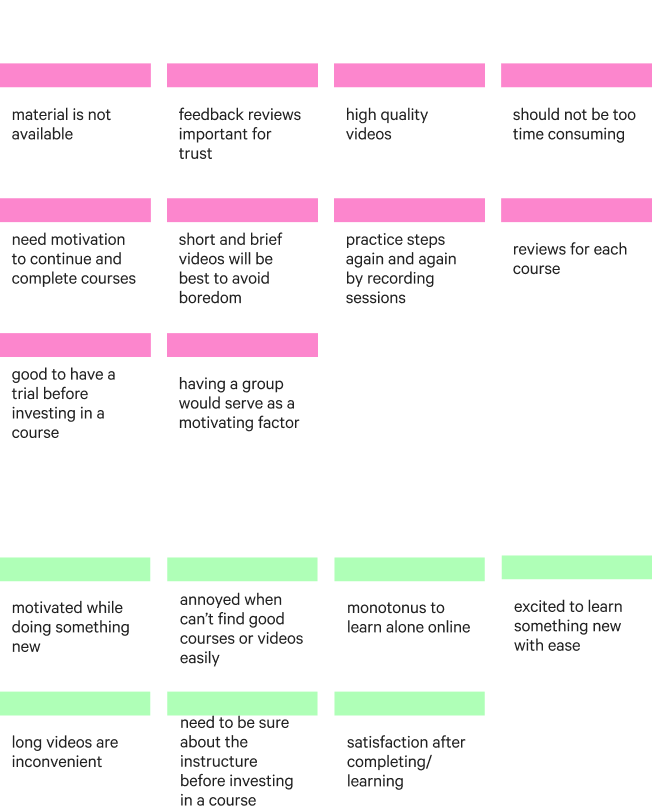 material is not
available
feedback reviews
important for
trust
high quality
videos
should not be too
time consuming
need motivation
to continue and
complete courses
short and brief
videos will be
best to avoid
boredom
practice steps
again and again
by recording
sessions
reviews for each
course
good to have a
trial before
investing in a
course
having a group
would serve as a
motivating factor
motivated while
doing something
new
annoyed when
can't find good
courses or videos
easily
monotonus to
learn alone online
excited to learn
something new
with ease
long videos are
inconvenient
need to be sure
about the
instructure
before investing
in a course
satisfaction after
completing/
learning